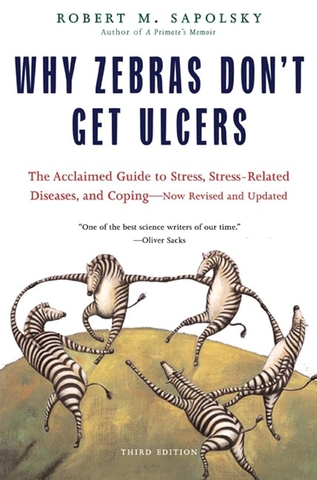 ROBERT M. SAPOLSKY
Author of A Primate's Memoir
WHY ZEBRAS DON'T
GET ULCERS
The Acclaimed Guide to Stress, Stress-Related
Diseases, and Coping—Now Revised and Updated
"One of the best science writers of our time."
—Oliver Sacks
THIRD EDITION